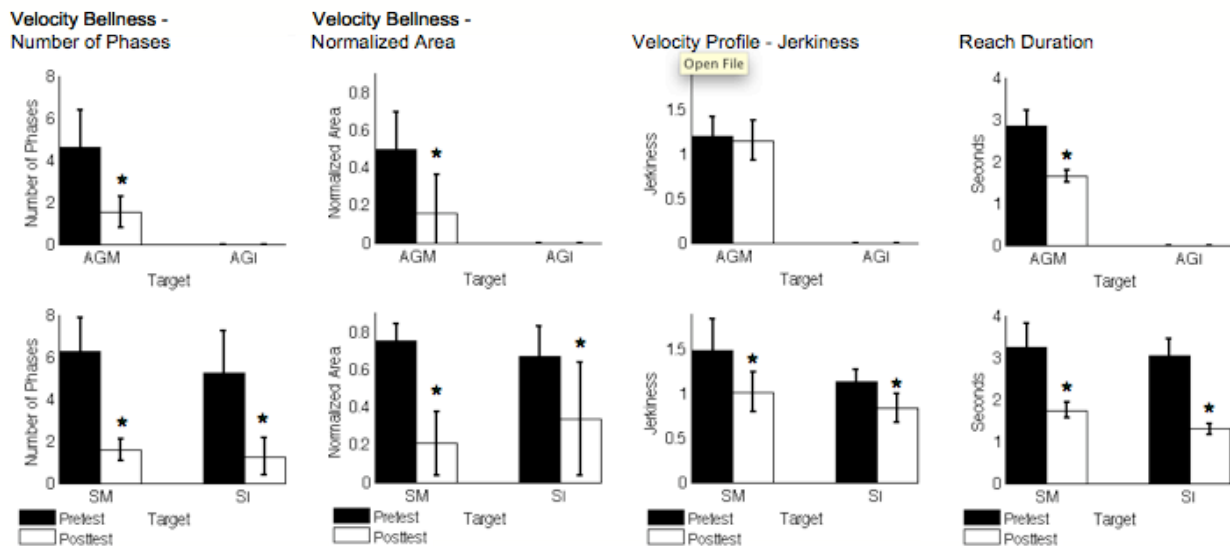 Velocity Bellness -
Number of Phases
Velocity Bellness -
Normalized Area
Velocity Profile - Jerkiness
Open File
Reach Duration
Number of Phases
8
6
4
2
0
*
AGM
AGI
Target
Normalized Area
0.8
0.6
0.4
0.2
0
*
AGM
AGI
Target
Jerkiness
1.5
1
0.5
0
AGM
AGI
Target
Seconds
4
3
2
1
0
*
AGM
AGI
Target
Number of Phases
8
6
4
2
0
*
*
SM
SI
Target
Pretest
Posttest
Normalized Area
0.8
0.6
0.4
0.2
0
*
*
SM
SI
Target
Pretest
Posttest
Jerkiness
1.5
1
0.5
0
*
*
SM
SI
Target
Pretest
Posttest
Seconds
4
3
2
1
0
*
*
SM
SI
Target
Pretest
Posttest